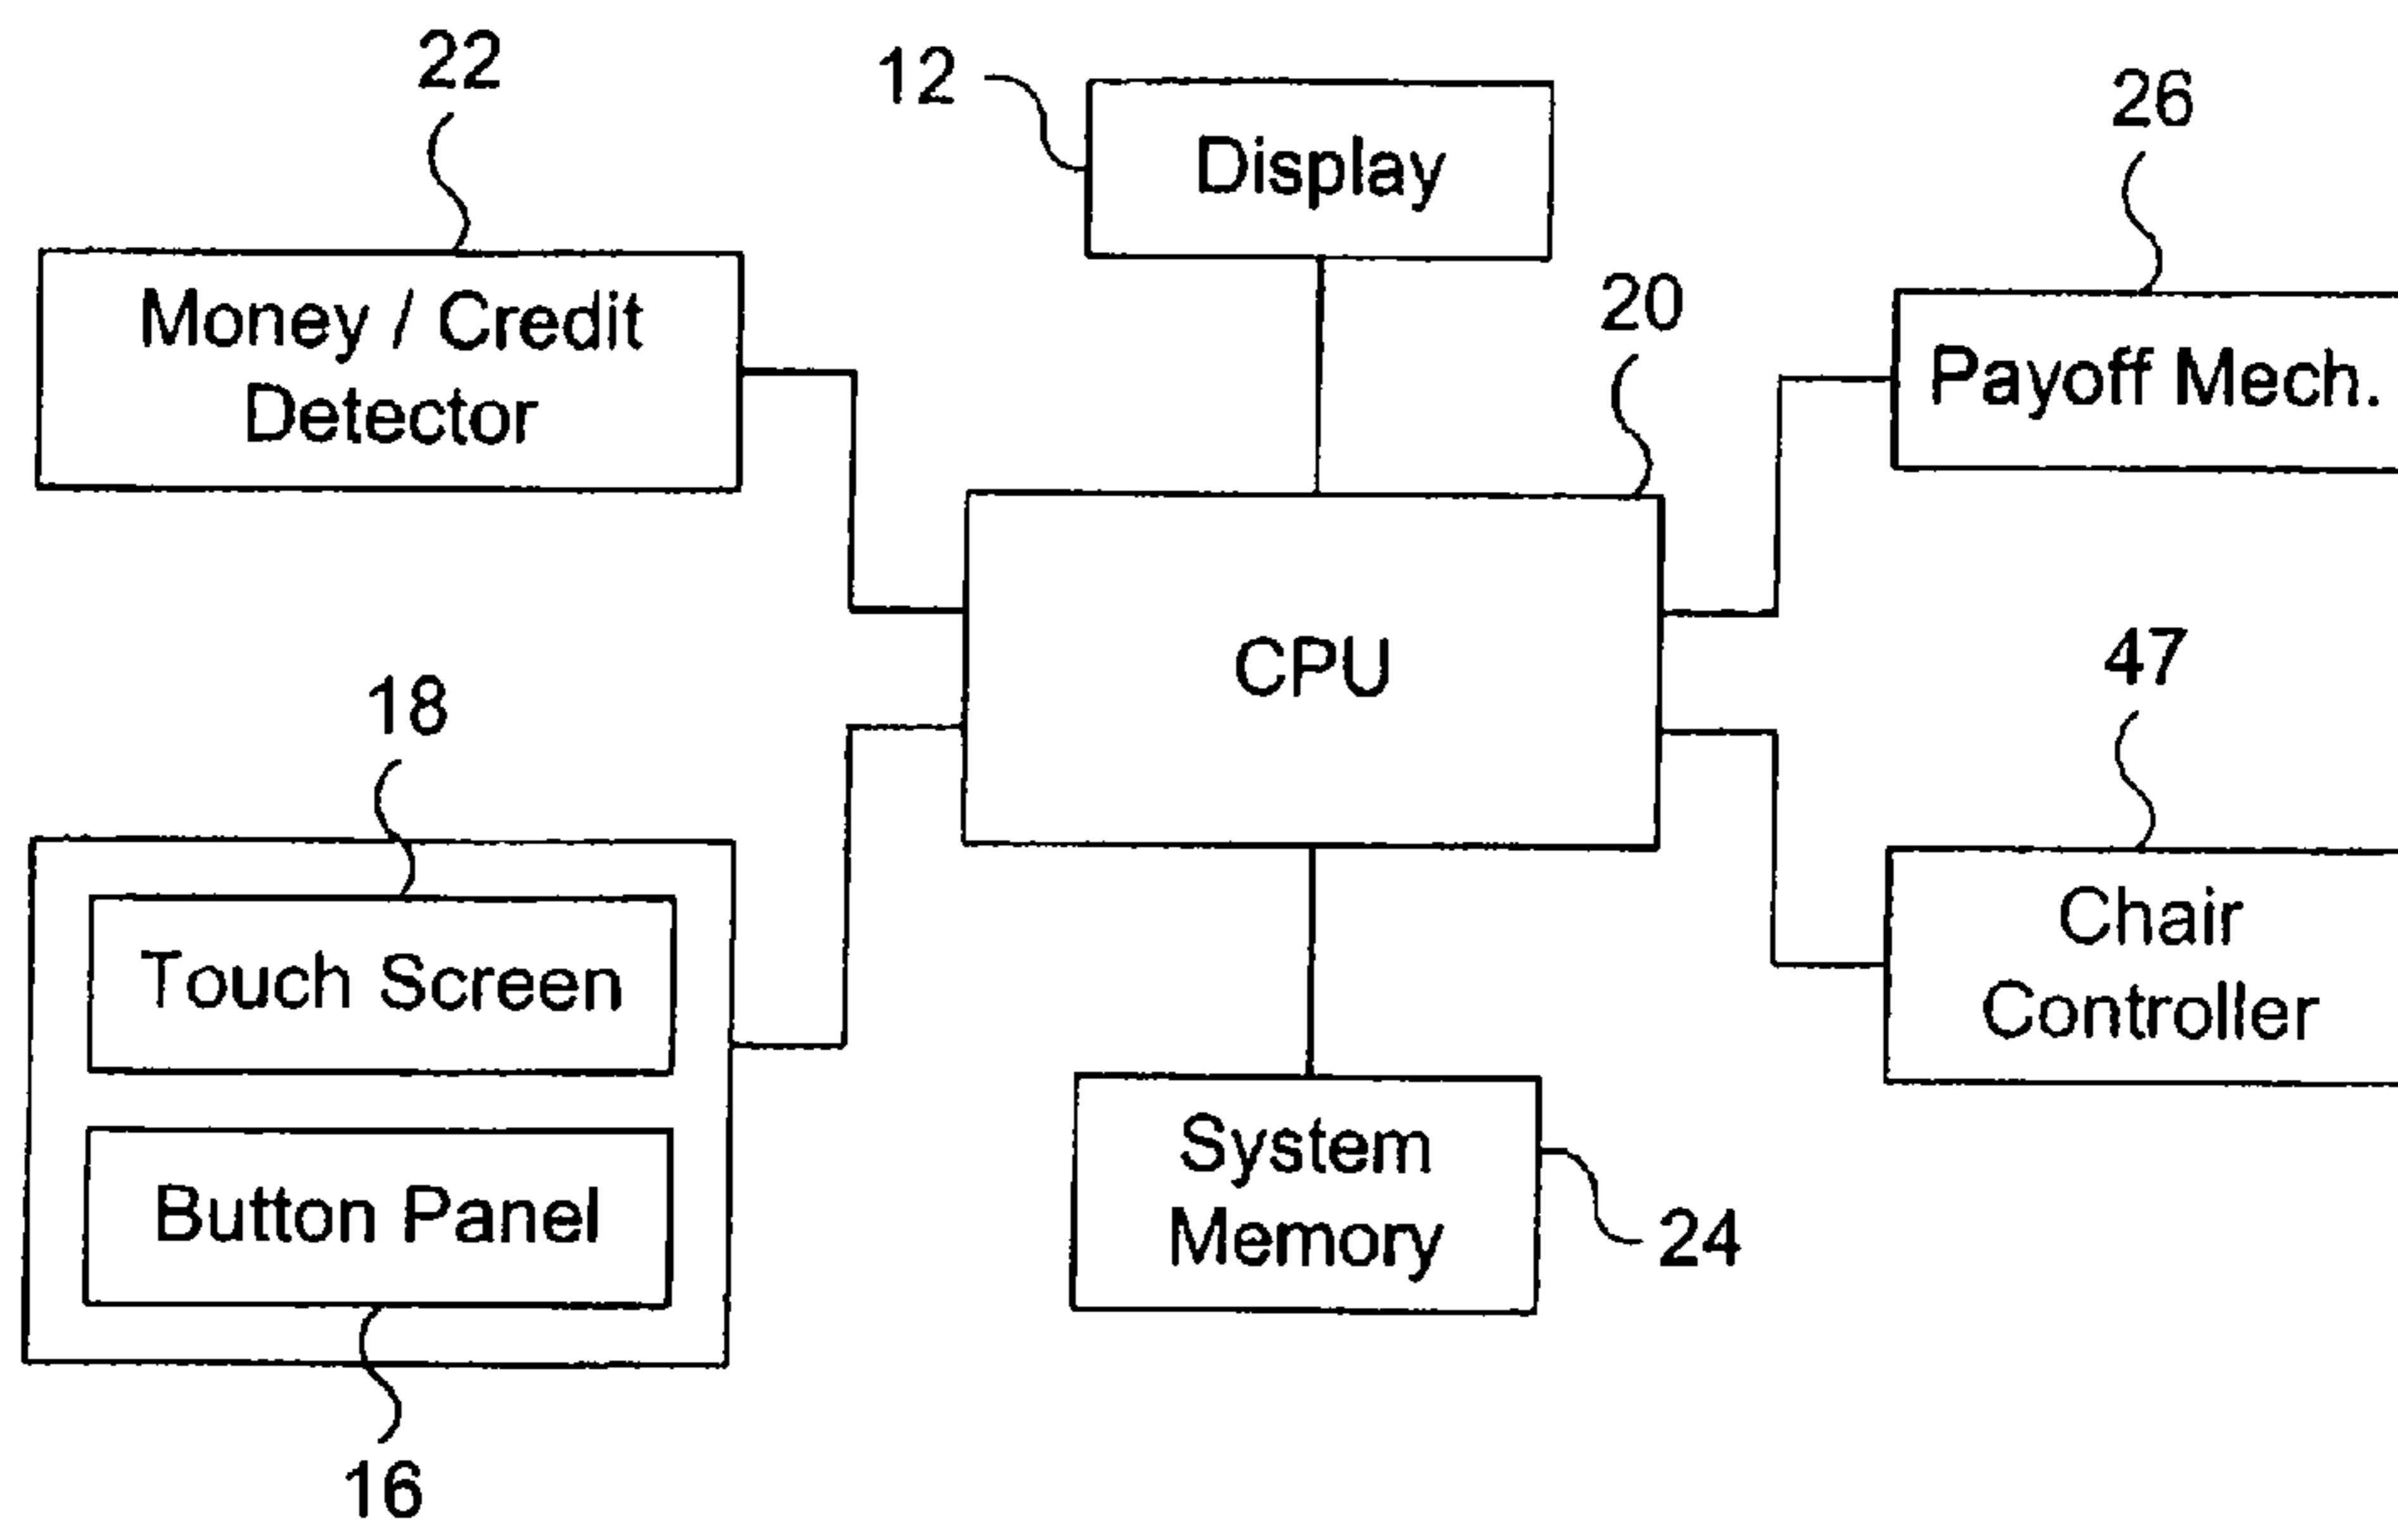 22
12
Display
26
Money / Credit
Detector
20
Payoff Mech.
CPU
47
18
Chair
Controller
Touch Screen
System
Memory
24
Button Panel
16